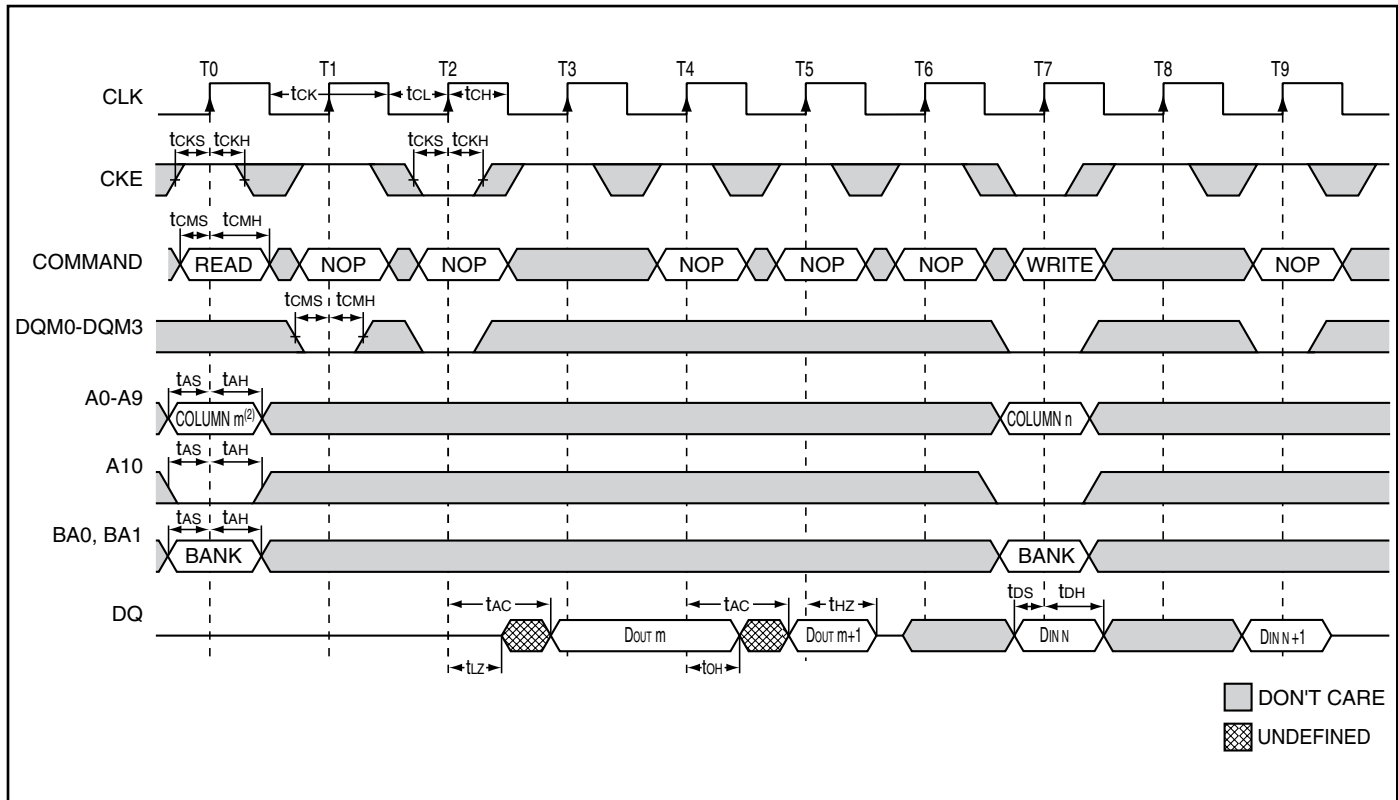 T0 T1 T2 T3 T4 T5 T6 T7 T8 T9
CLK tCK tCL tCH
tCKS tCKH tCKS tCKH
CKE
tCMS tCMH
COMMAND READ NOP NOP NOP NOP NOP WRITE NOP
tCMS tCMH
DQM0-DQM3
tAS tAH
A0-A9 COLUMN m(2) COLUMN n
tAS tAH
A10
tAS tAH
BA0, BA1 BANK BANK
tAC tAC tHZ tDS tDH
DQ DOUT m DOUT m+1 DIN N DIN N+1
tLZ tOH
DON'T CARE
UNDEFINED